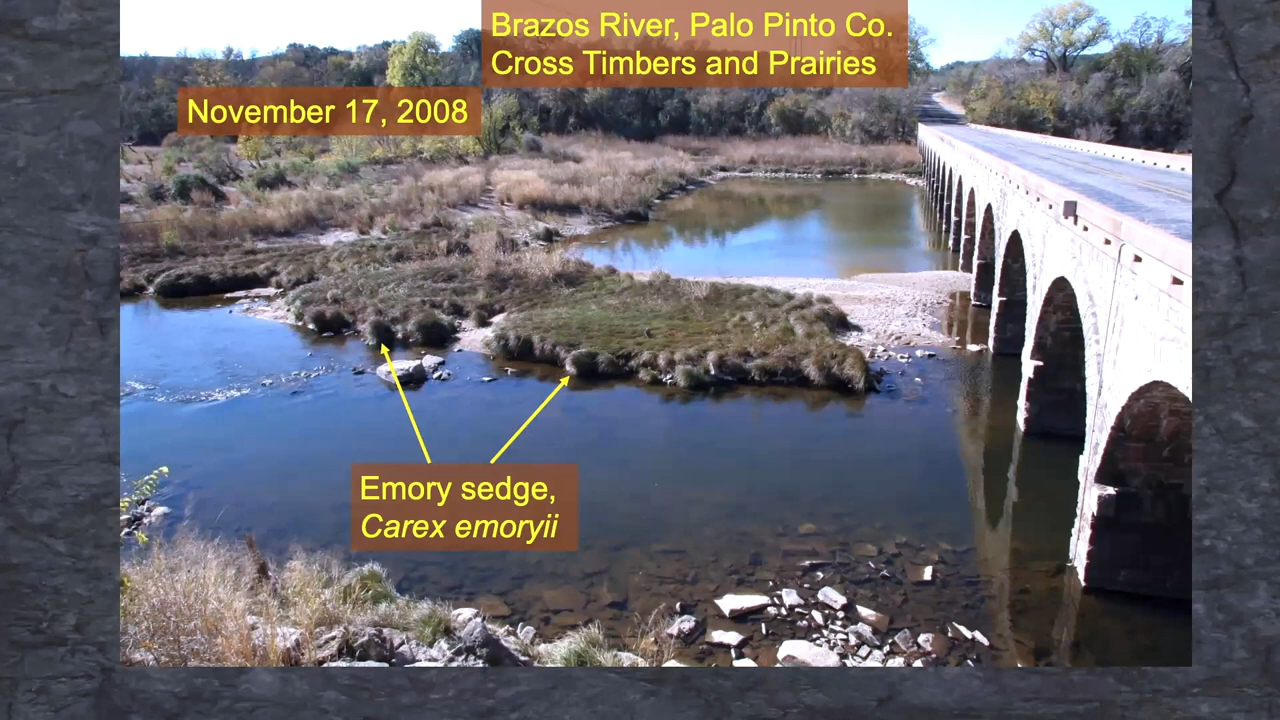 Brazos River, Palo Pinto Co.
Cross Timbers and Prairies
November 17, 2008
Emory sedge,
Carex emoryii